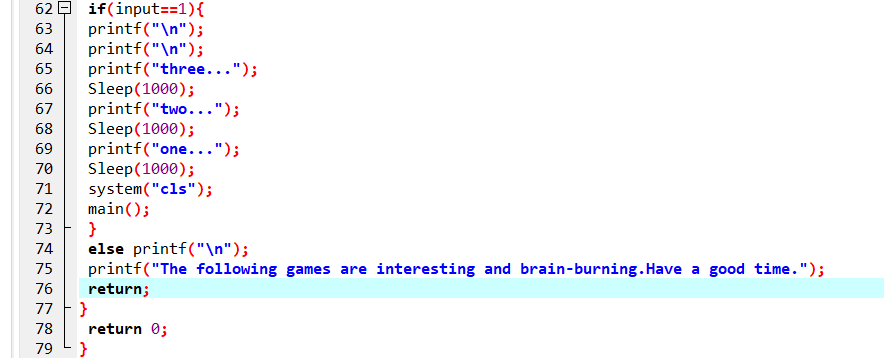 62 if(input==1){
63 printf("\n");
64 printf("\n");
65 printf("three...");
66 Sleep(1000);
67 printf("two...");
68 Sleep(1000);
69 printf("one...");
70 Sleep(1000);
71 system("cls");
72 main();
73 }
74 else printf("\n");
75 printf("The following games are interesting and brain-burning.Have a good time.");
76 return;
77 }
78 return 0;
79 }